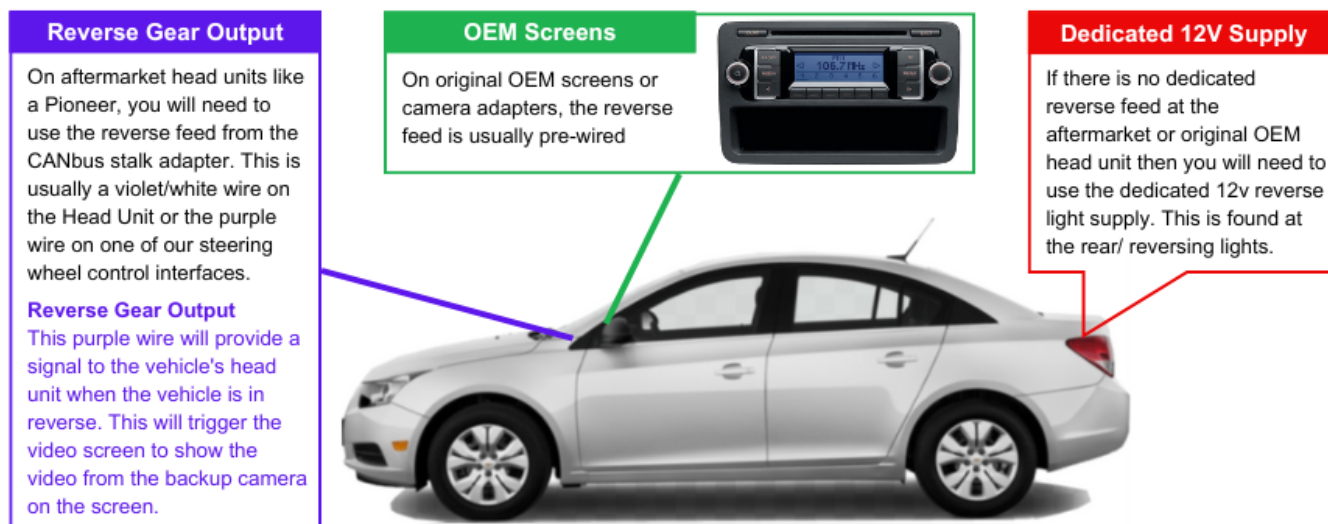 Reverse Gear Output
On aftermarket head units like
a Pioneer, you will need to
use the reverse feed from the
CANbus stalk adapter. This is
usually a violet/white wire on
the Head Unit or the purple
wire on one of our steering
wheel control interfaces.
Reverse Gear Output
This purple wire will provide a
signal to the vehicle's head
unit when the vehicle is in
reverse. This will trigger the
video screen to show the
video from the backup camera
on the screen.
OEM Screens
On original OEM screens or
camera adapters, the reverse
feed is usually pre-wired
106.7MHz
Dedicated 12V Supply
If there is no dedicated
reverse feed at the
aftermarket or original OEM
head unit then you will need to
use the dedicated 12v reverse
light supply. This is found at
the rear/ reversing lights.